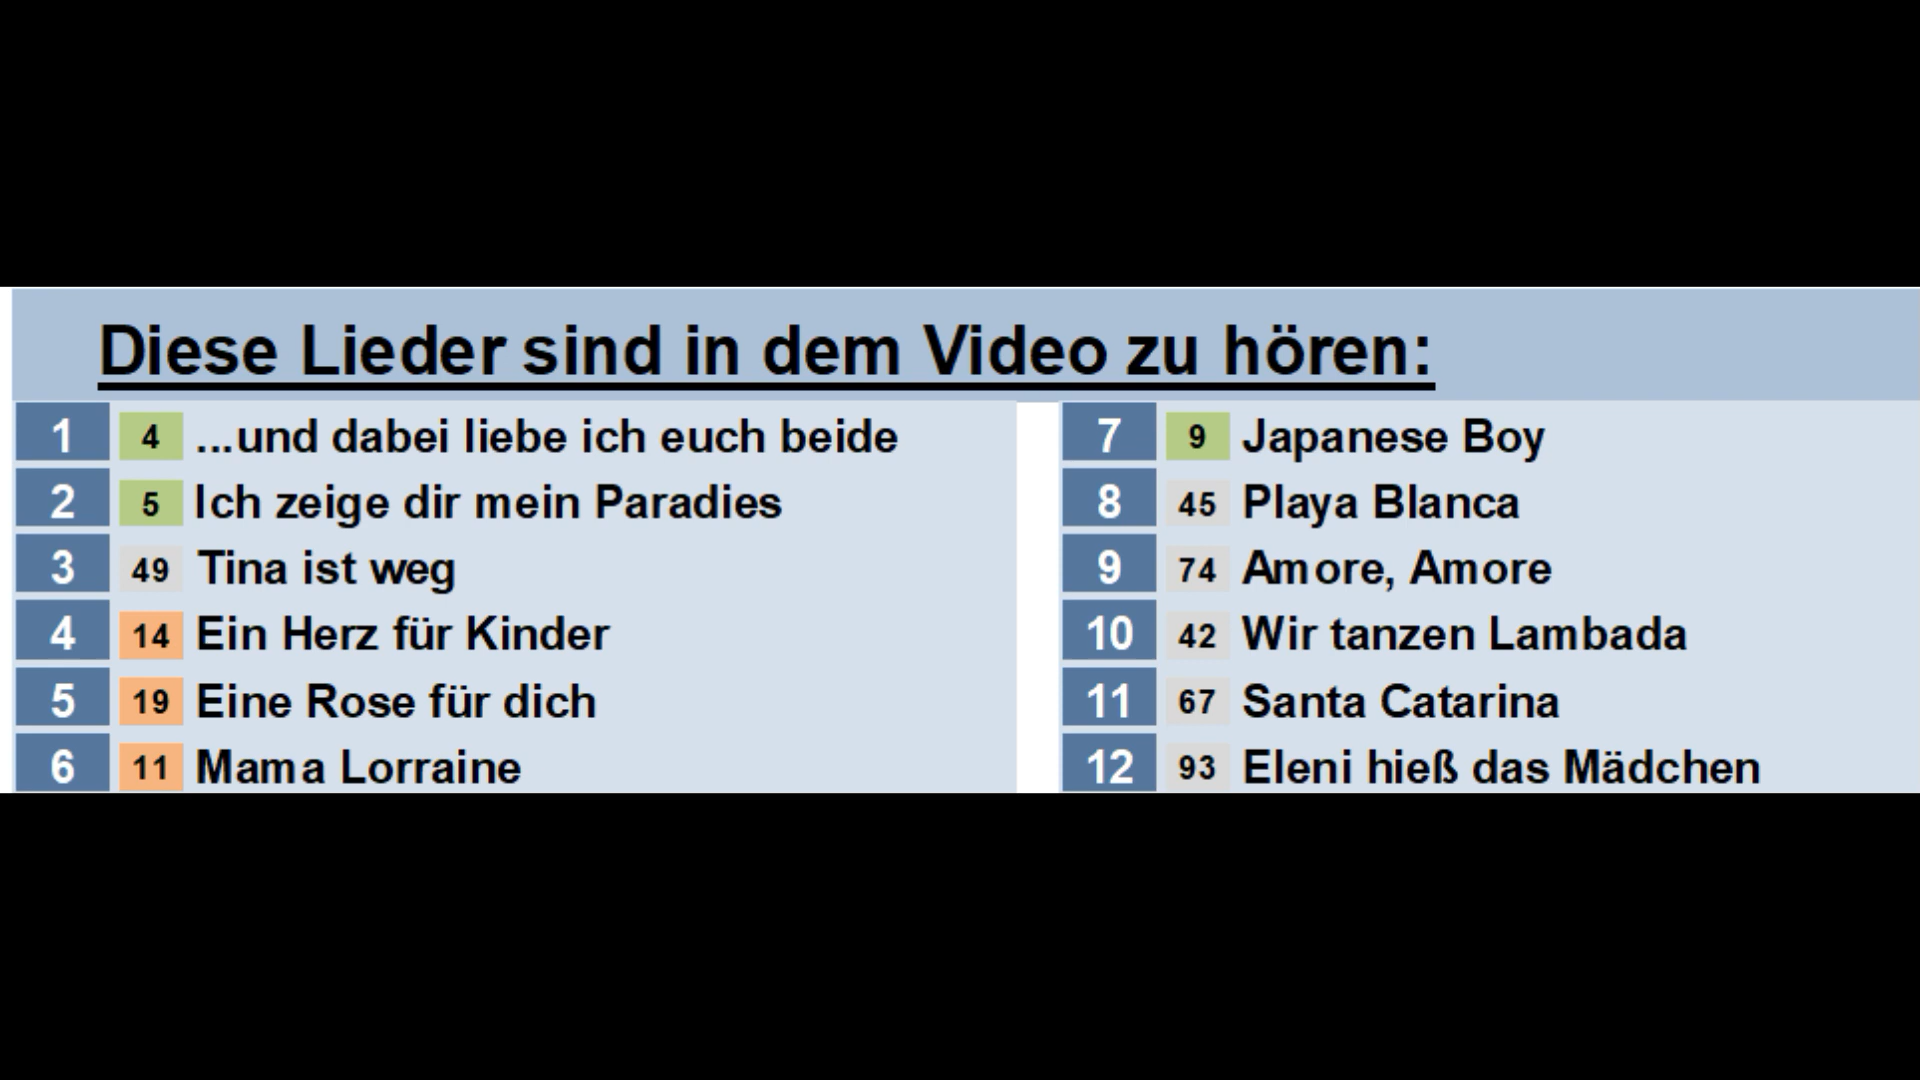 Diese Lieder sind in dem Video zu hören:
1 4 ...und dabei liebe ich euch beide
2 5 Ich zeige dir mein Paradies
3 49 Tina ist weg
4 14 Ein Herz für Kinder
5 19 Eine Rose für dich
6 11 Mama Lorraine
7 9 Japanese Boy
8 45 Playa Blanca
9 74 Amore, Amore
10 42 Wir tanzen Lambada
11 67 Santa Catarina
12 93 Eleni hieß das Mädchen